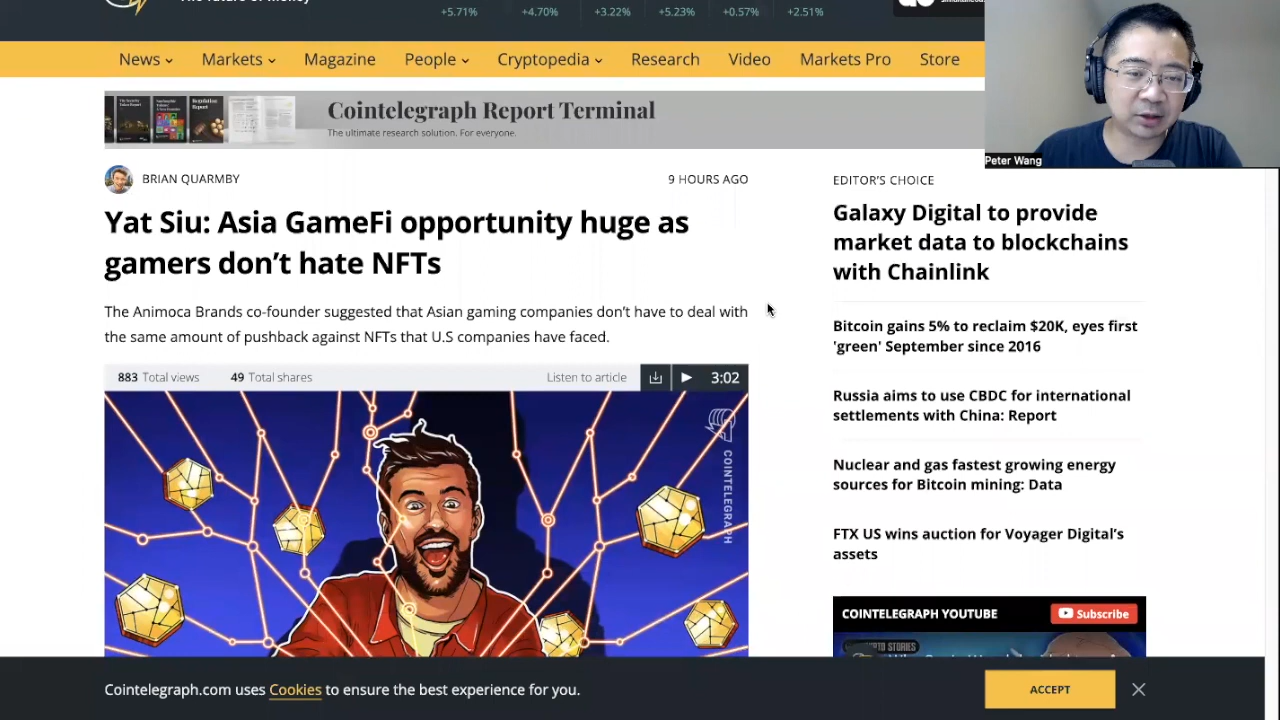 The future of money
+5.71% +4.70% +3.22% +5.23% +0.57% +2.51%
News Markets Magazine People Cryptopedia Research Video Markets Pro Store
Cointelegraph Report Terminal
The ultimate research solution. For everyone.
Peter Wang
BRIAN QUARMBY
9 HOURS AGO
Yat Siu: Asia GameFi opportunity huge as
gamers don’t hate NFTs
The Animoca Brands co-founder suggested that Asian gaming companies don’t have to deal with
the same amount of pushback against NFTs that U.S companies have faced.
883 Total views 49 Total shares Listen to article 3:02
COINTELEGRAPH
EDITOR’S CHOICE
Galaxy Digital to provide
market data to blockchains
with Chainlink
Bitcoin gains 5% to reclaim $20K, eyes first
'green' September since 2016
Russia aims to use CBDC for international
settlements with China: Report
Nuclear and gas fastest growing energy
sources for Bitcoin mining: Data
FTX US wins auction for Voyager Digital’s
assets
COINTELEGRAPH YOUTUBE Subscribe
Cointelegraph.com uses Cookies to ensure the best experience for you.
ACCEPT